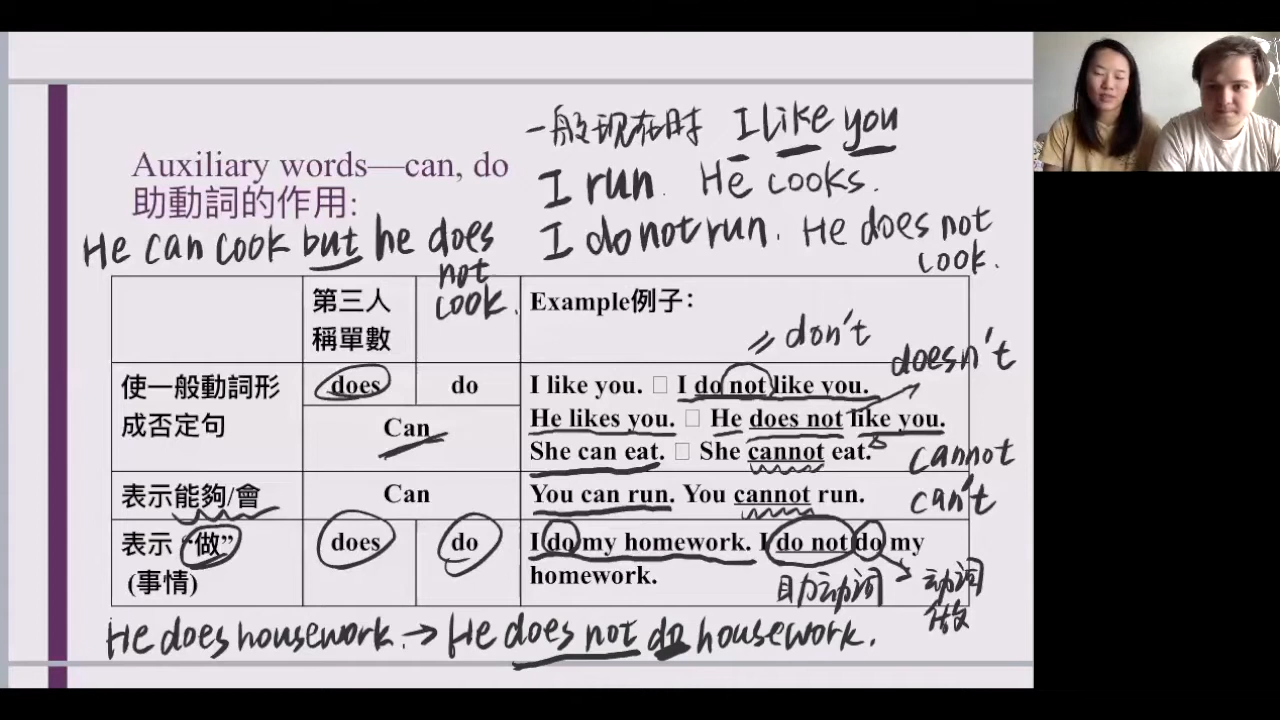 一般现在时 I like you
Auxiliary words—can, do
I run. He cooks.
助動詞的作用:
I do not run. He does not cook.
He can cook but he does not cook.
第三人稱單數
Example例子:
= don't
doesn't
使一般動詞形成否定句
does
do
Can
I like you. □ I do not like you.
He likes you. □ He does not like you.
She can eat. □ She cannot eat.
cannot
表示能夠/會
Can
You can run. You cannot run.
can't
表示 “做”
(事情)
does
do
I do my homework. I do not do my
homework.
助动词
动词
做
He does housework. → He does not do housework.